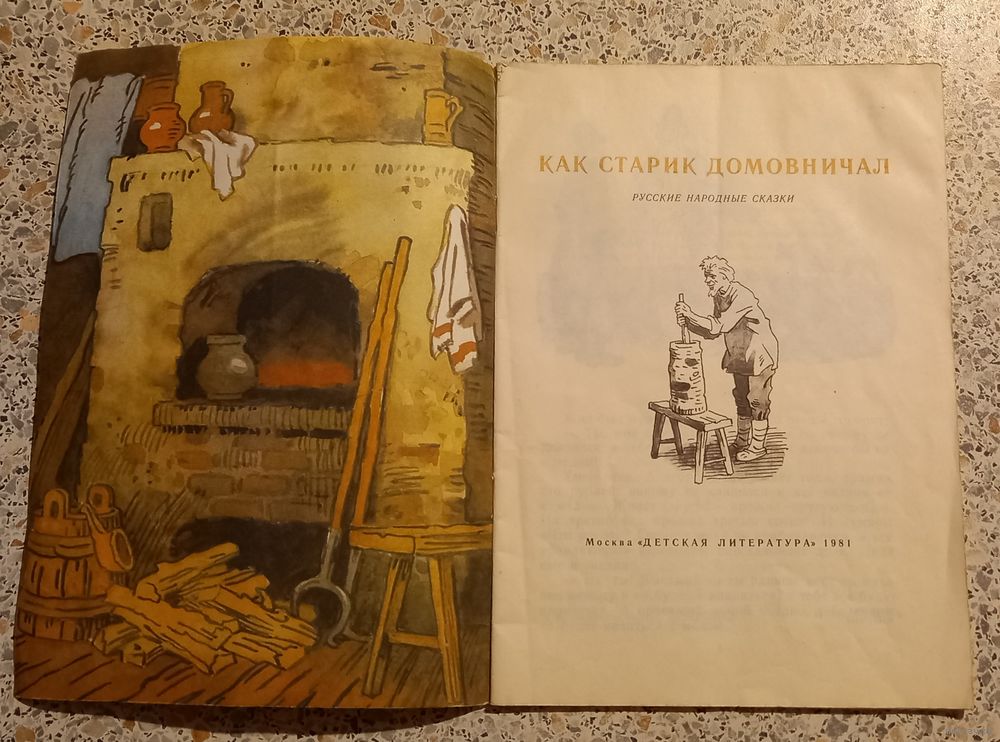 КАК СТАРИК ДОМОВНИЧАЛ
РУССКИЕ НАРОДНЫЕ СКАЗКИ
Москва «ДЕТСКАЯ ЛИТЕРАТУРА» 1981